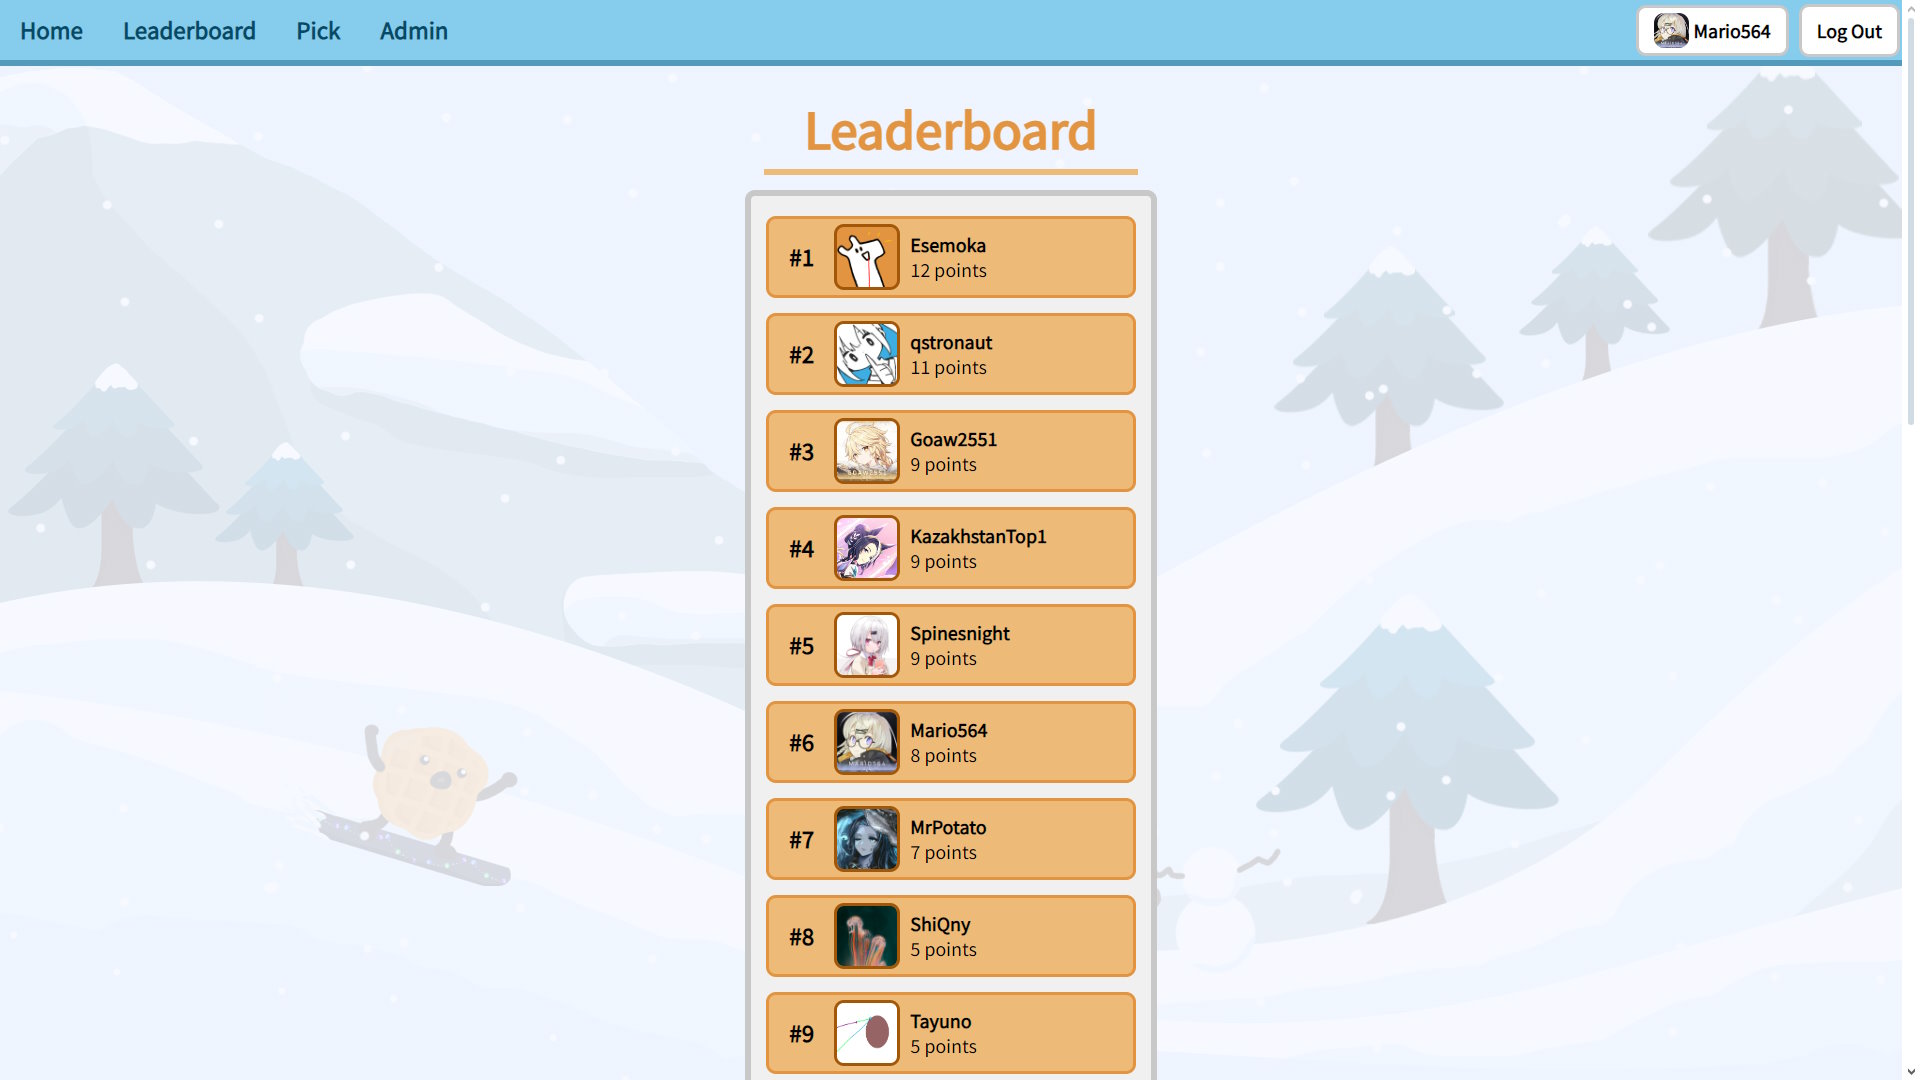 Home Leaderboard Pick Admin Mario564 Log Out
Leaderboard
#1 Esemoka
12 points
#2 qstronaut
11 points
#3 Goaw2551
9 points
#4 KazakhstanTop1
9 points
#5 Spinesnight
9 points
#6 Mario564
8 points
#7 MrPotato
7 points
#8 ShiQny
5 points
#9 Tayuno
5 points